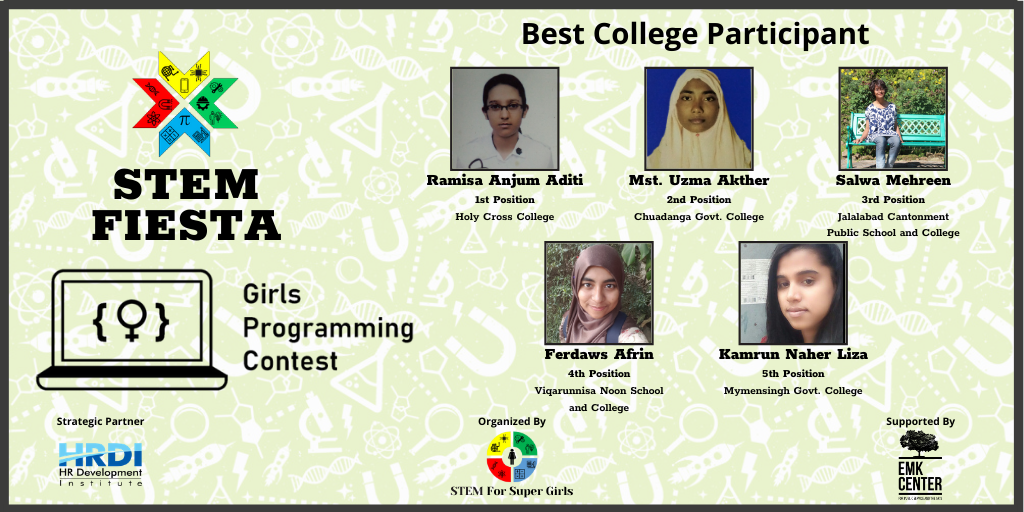 Best College Participant
STEM
FIESTA
Girls
Programming
Contest
Ramisa Anjum Aditi
1st Position
Holy Cross College
Mst. Uzma Akther
2nd Position
Chuadanga Govt. College
Salwa Mehreen
3rd Position
Jalalabad Cantonment
Public School and College
Ferdaws Afrin
4th Position
Viqarunnisa Noon School
and College
Kamrun Naher Liza
5th Position
Mymensingh Govt. College
Strategic Partner
HRDI
HR Development
Institute
Organized By
STEM For Super Girls
Supported By
EMK
CENTER